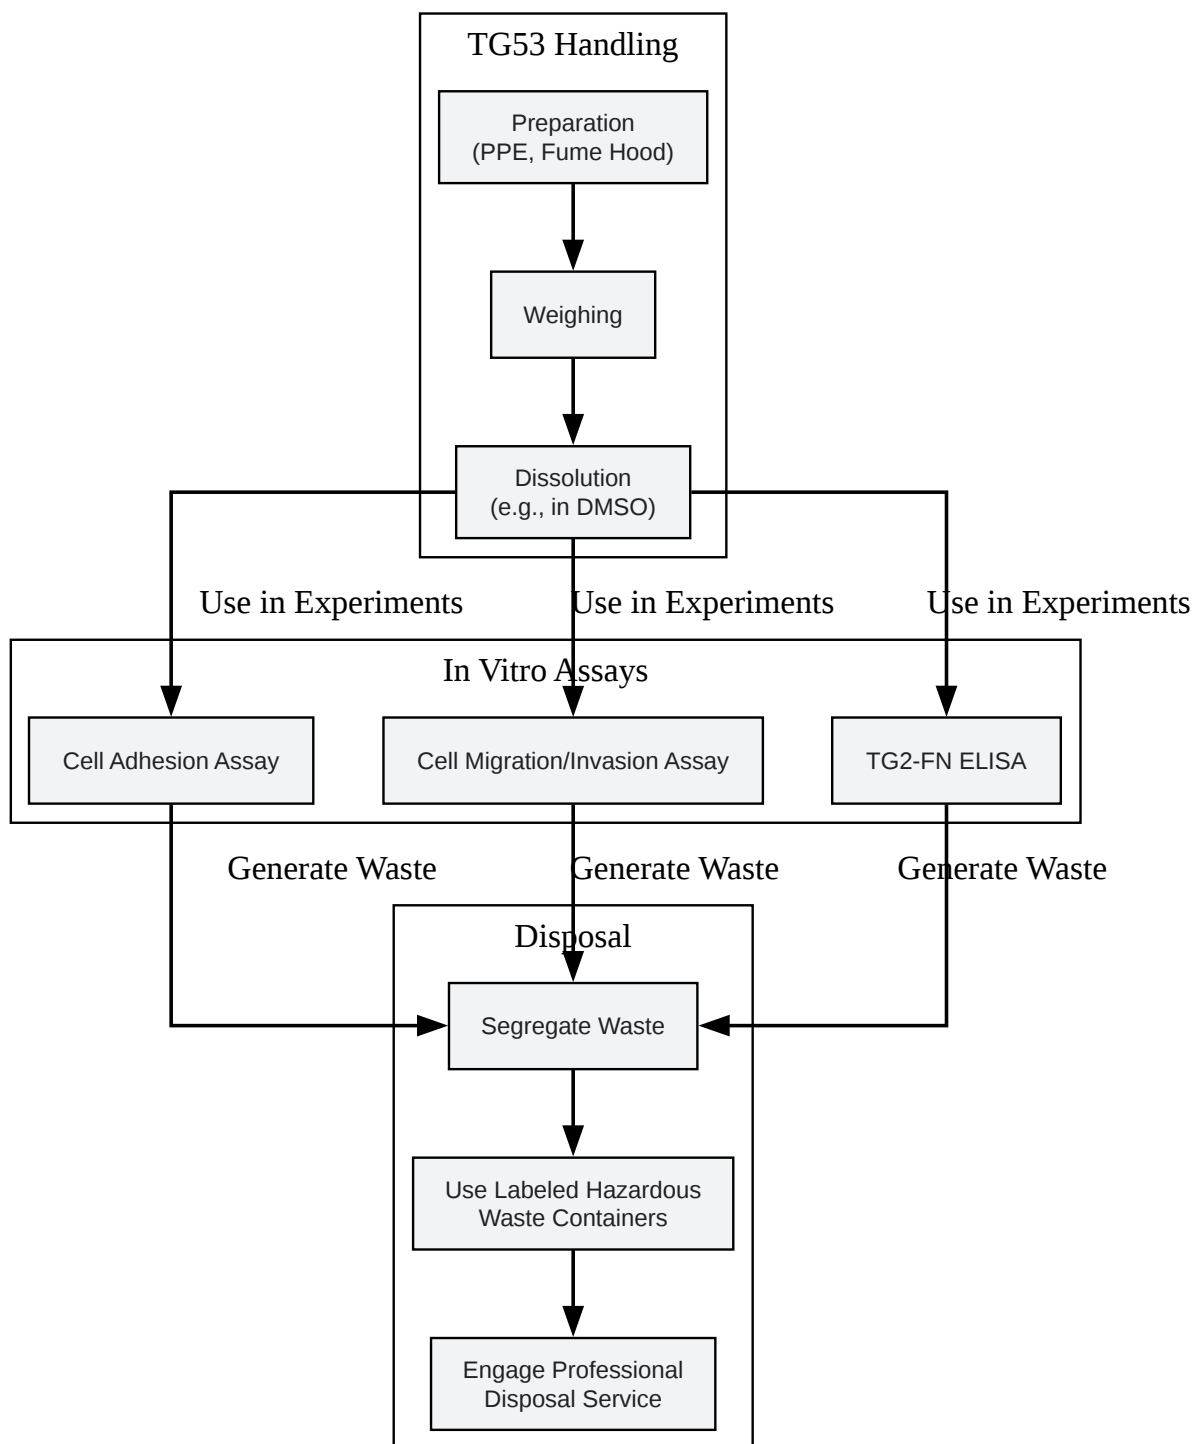 TG53 Handling
Preparation
(PPE, Fume Hood)
Weighing
Dissolution
(e.g., in DMSO)
Use in Experiments
Use in Experiments
Use in Experiments
In Vitro Assays
Cell Adhesion Assay
Cell Migration/Invasion Assay
TG2-FN ELISA
Generate Waste
Generate Waste
Generate Waste
Disposal
Segregate Waste
Use Labeled Hazardous
Waste Containers
Engage Professional
Disposal Service